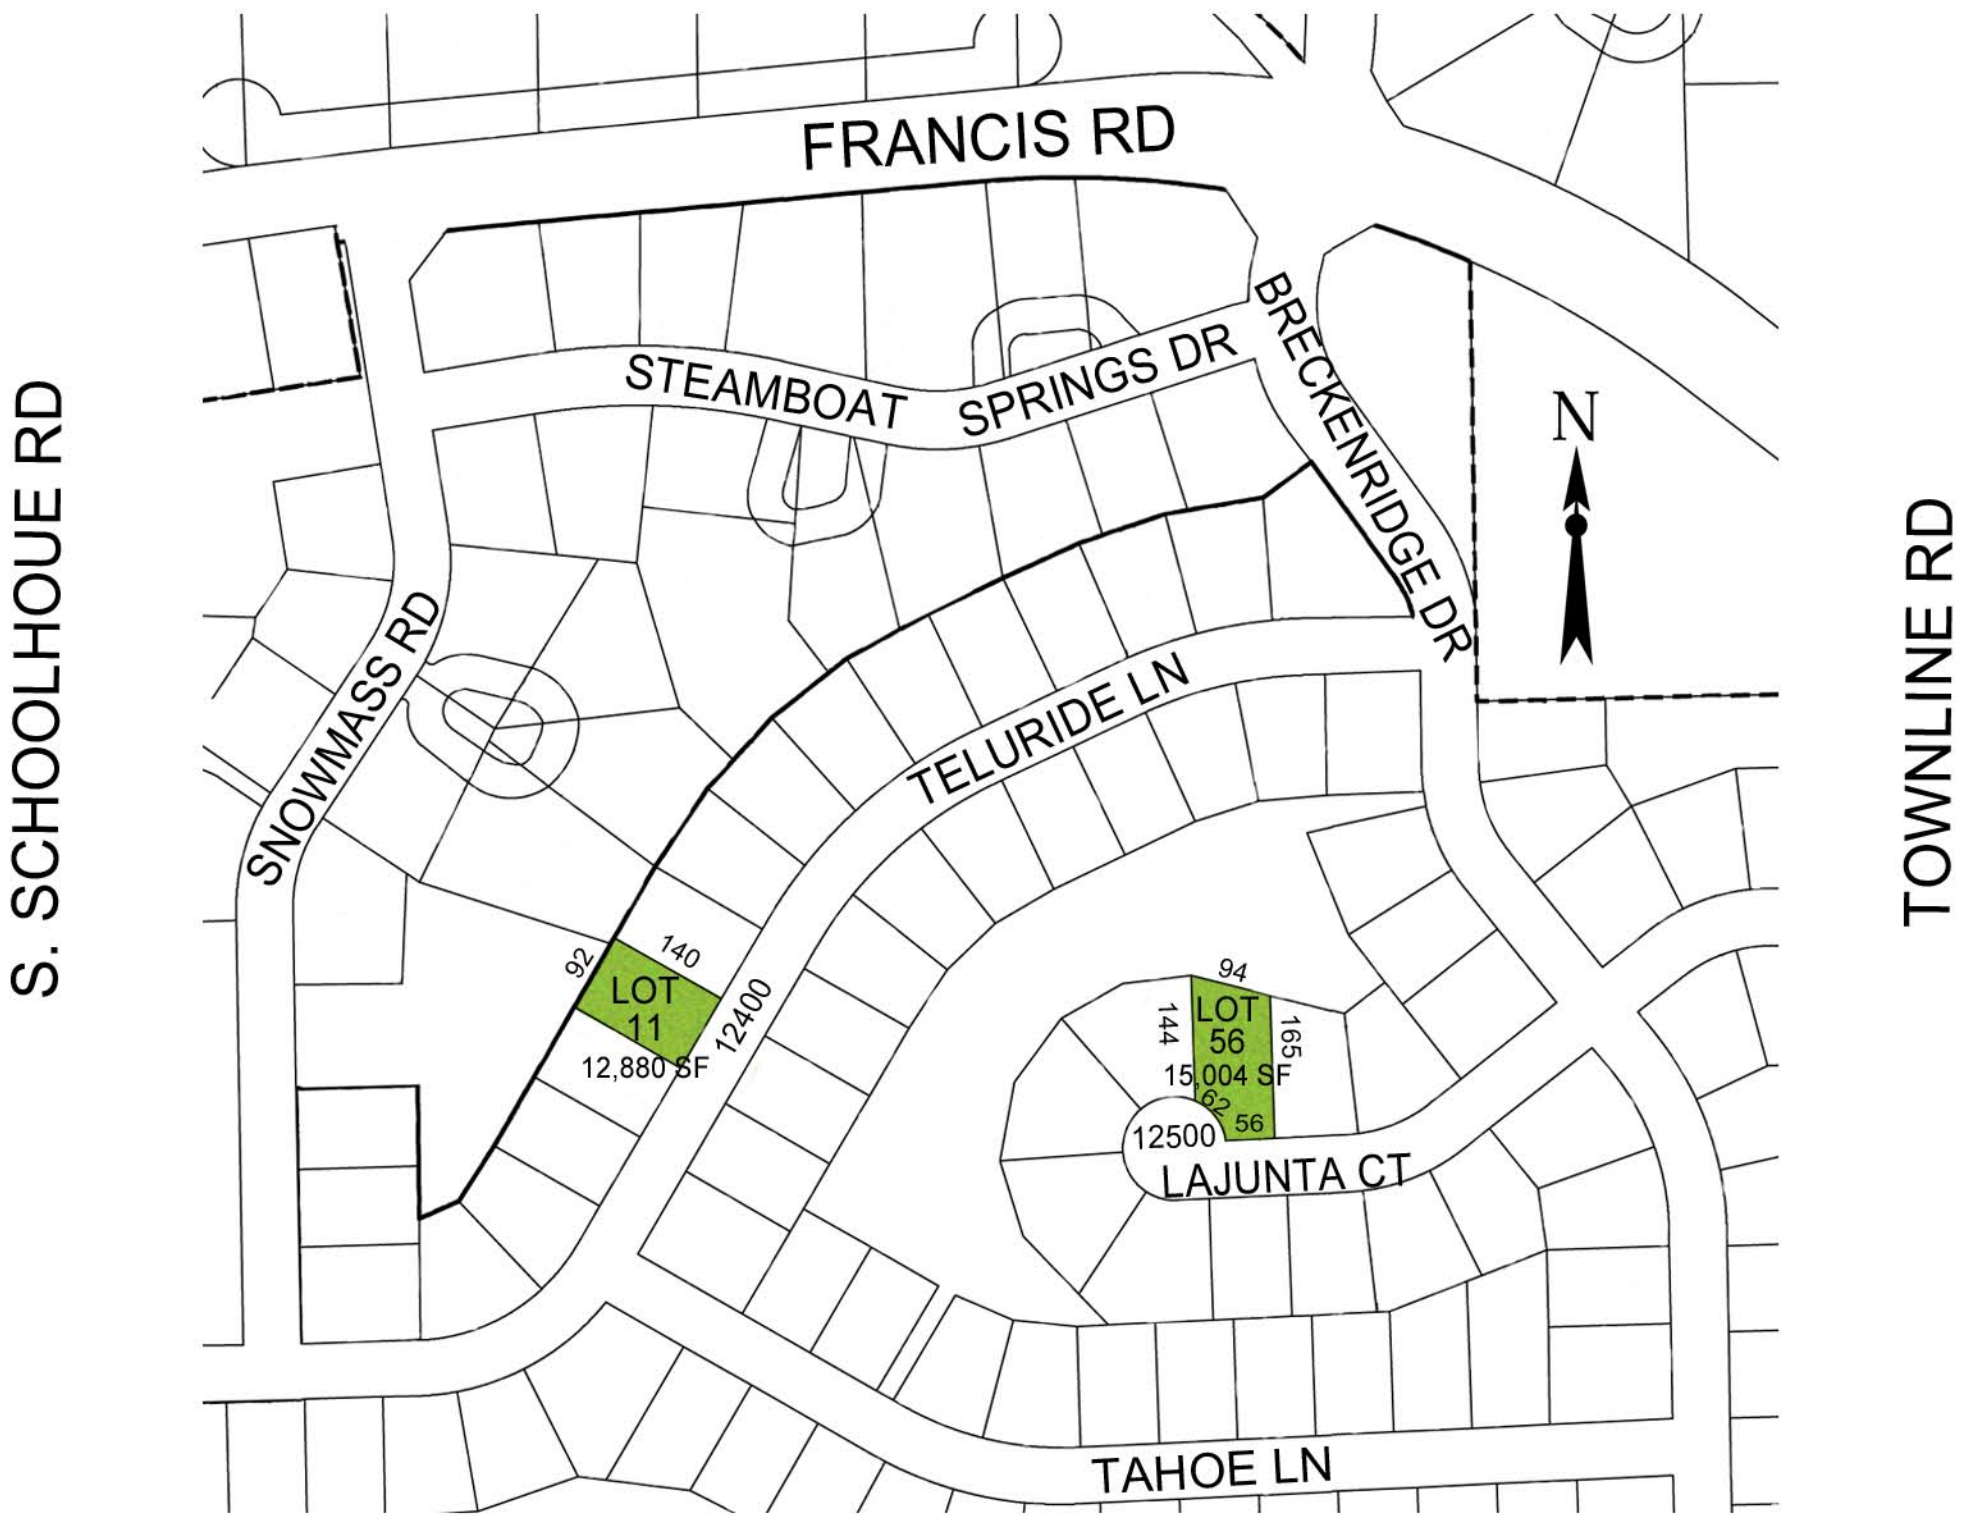 FRANCIS RD
STEAMBOAT SPRINGS DR
BRECKENRIDGE DR
N
S. SCHOOLHOUE RD
TOWNLINE RD
SNOWMASS RD
TELURIDE LN
92
140
LOT
11
12,880 SF
12400
94
144
LOT
56
165
15,004 SF
62
56
12500
LAJUNTA CT
TAHOE LN